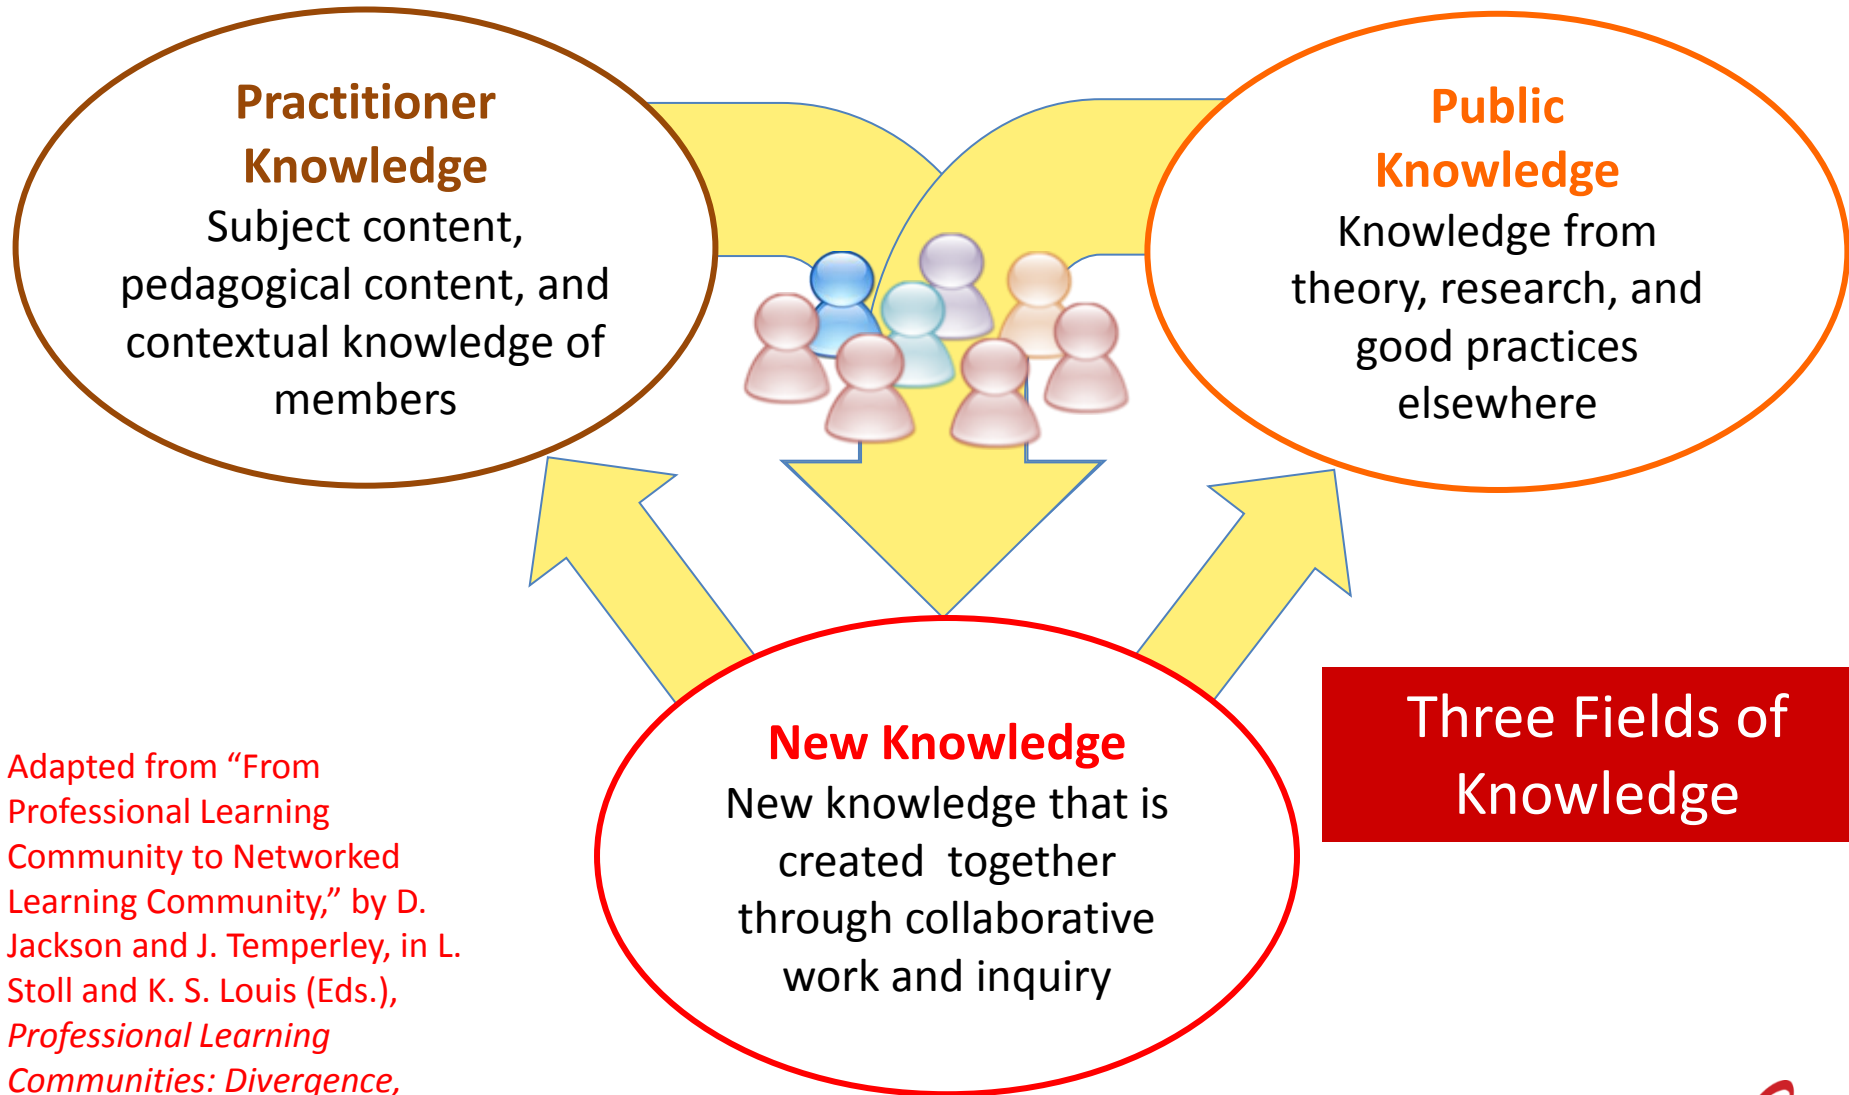 Practitioner
Knowledge
Subject content,
pedagogical content, and
contextual knowledge of
members
Public
Knowledge
Knowledge from
theory, research, and
good practices
elsewhere
New Knowledge
New knowledge that is
created together
through collaborative
work and inquiry
Three Fields of
Knowledge
Adapted from “From
Professional Learning
Community to Networked
Learning Community,” by D.
Jackson and J. Temperley, in L.
Stoll and K. S. Louis (Eds.),
Professional Learning
Communities: Divergence,